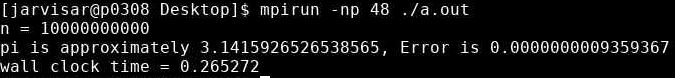 [jarvisar@p0308 Desktop]$ mpirun -np 48 ./a.out
n = 10000000000
pi is approximately 3.1415926526538565, Error is 0.0000000009359367
wall clock time = 0.265272